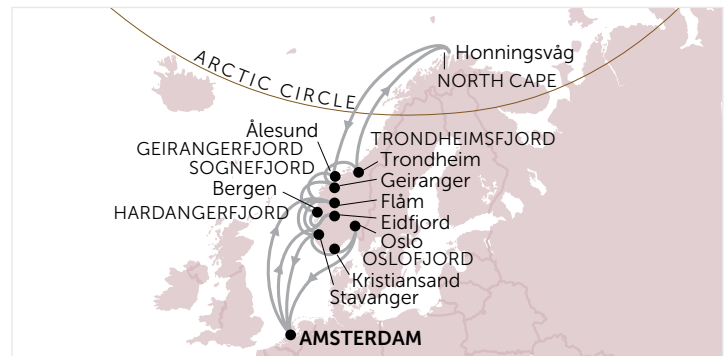 Honningsvåg
NORTH CAPE
ARCTIC CIRCLE
Ålesund
GEIRANGERFJORD
SOGNEFJORD
Bergen
HARDANGERFJORD
TRONDHEIMSFJORD
Trondheim
Geiranger
Flåm
Eidfjord
Oslo
OSLOFJORD
Kristiansand
Stavanger
AMSTERDAM